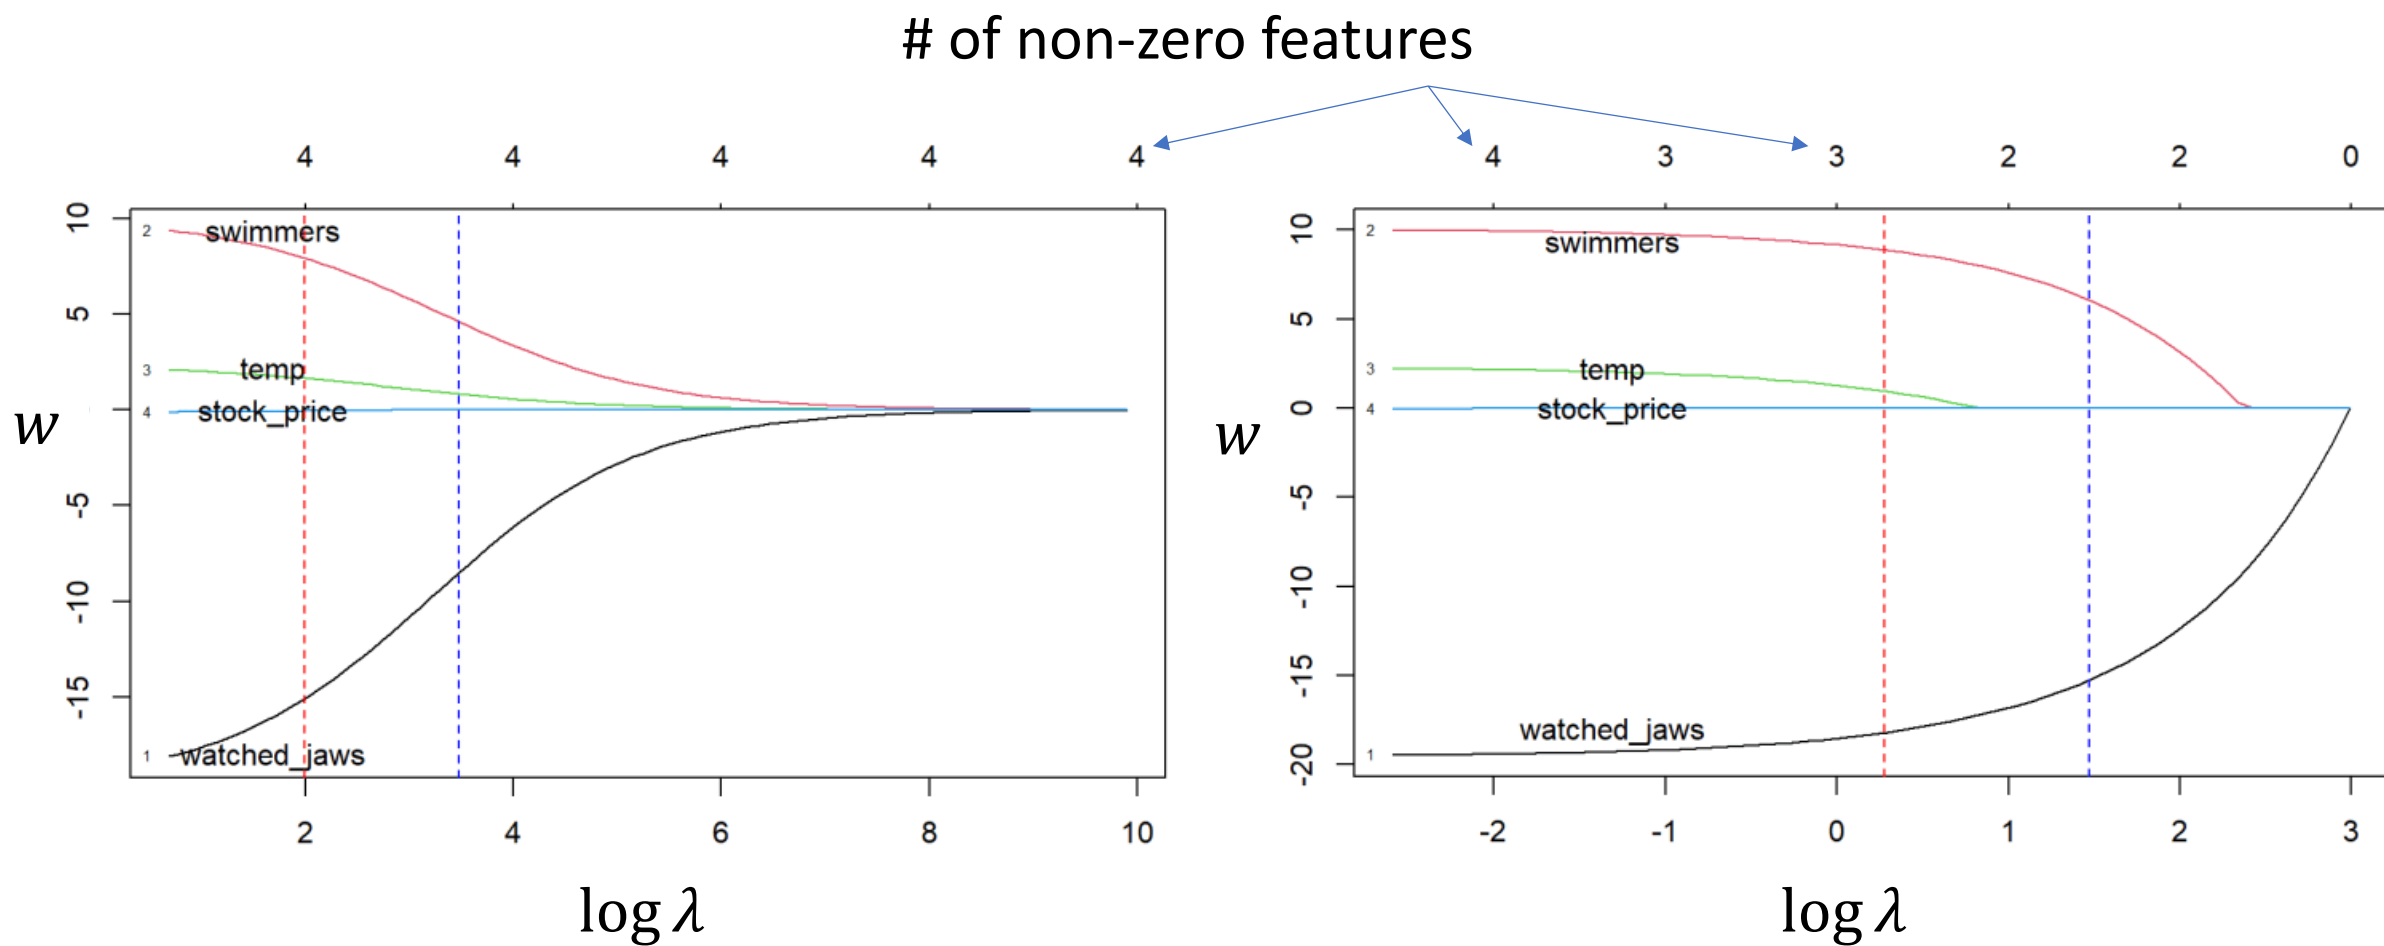 # of non-zero features
4 4 4 4 4
4 3 3 2 2 0
10
5
0
-5
-10
-15
w
2 swimmers
3 temp
4 stock_price
1 watched_jaws
2 4 6 8 10
log λ
10
5
0
-5
-10
-15
-20
w
2 swimmers
3 temp
4 stock_price
1 watched_jaws
-2 -1 0 1 2 3
log λ